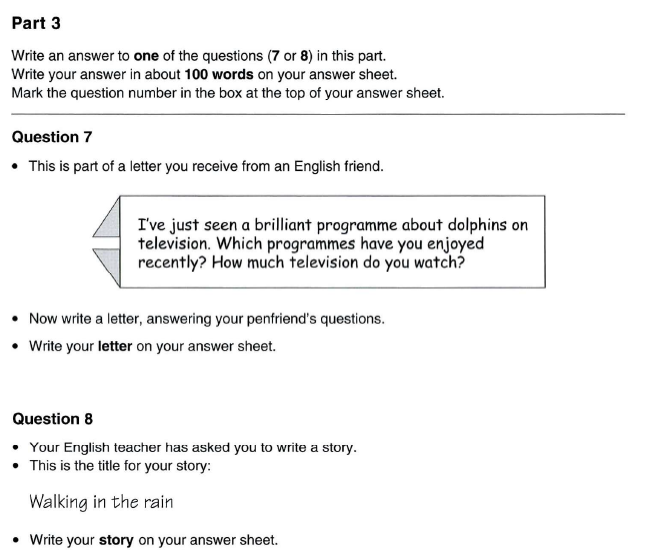 Part 3
Write an answer to one of the questions (7 or 8) in this part.
Write your answer in about 100 words on your answer sheet.
Mark the question number in the box at the top of your answer sheet.
Question 7
• This is part of a letter you receive from an English friend.
I've just seen a brilliant programme about dolphins on
television. Which programmes have you enjoyed
recently? How much television do you watch?
• Now write a letter, answering your penfriend's questions.
• Write your letter on your answer sheet.
Question 8
• Your English teacher has asked you to write a story.
• This is the title for your story:
Walking in the rain
• Write your story on your answer sheet.